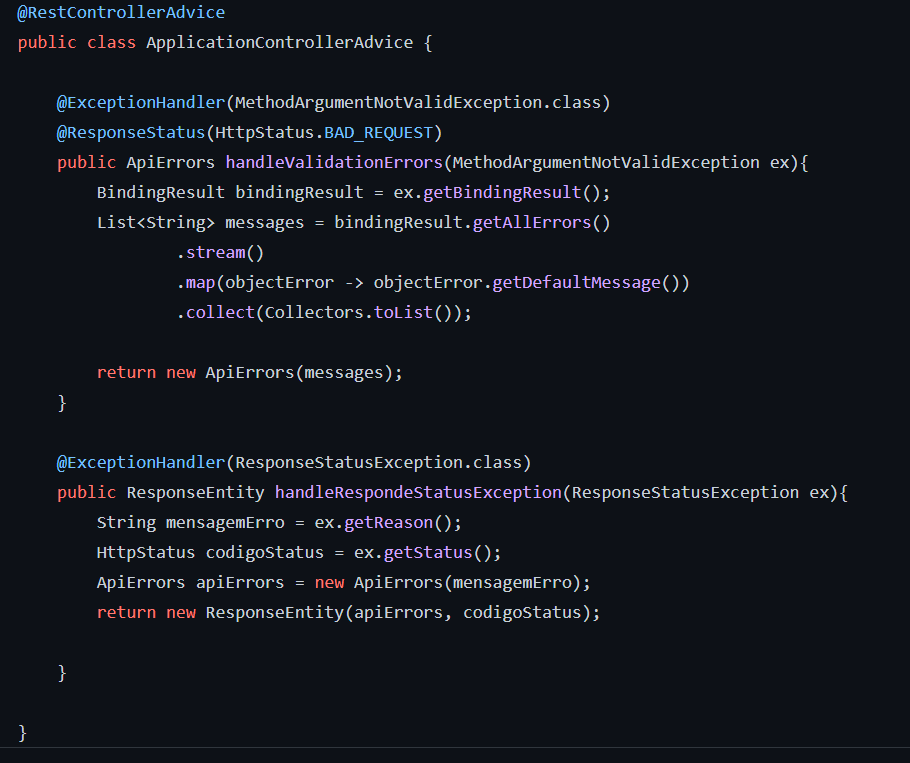 @RestControllerAdvice
public class ApplicationControllerAdvice {
@ExceptionHandler(MethodArgumentNotValidException.class)
@ResponseStatus(HttpStatus.BAD_REQUEST)
public ApiErrors handleValidationErrors(MethodArgumentNotValidException ex){
BindingResult bindingResult = ex.getBindingResult();
List<String> messages = bindingResult.getAllErrors()
.stream()
.map(objectError -> objectError.getDefaultMessage())
.collect(Collectors.toList());
return new ApiErrors(messages);
}
@ExceptionHandler(ResponseStatusException.class)
public ResponseEntity handleRespondeStatusException(ResponseStatusException ex){
String mensagemErro = ex.getReason();
HttpStatus codigoStatus = ex.getStatus();
ApiErrors apiErrors = new ApiErrors(mensagemErro);
return new ResponseEntity(apiErrors, codigoStatus);
}
}